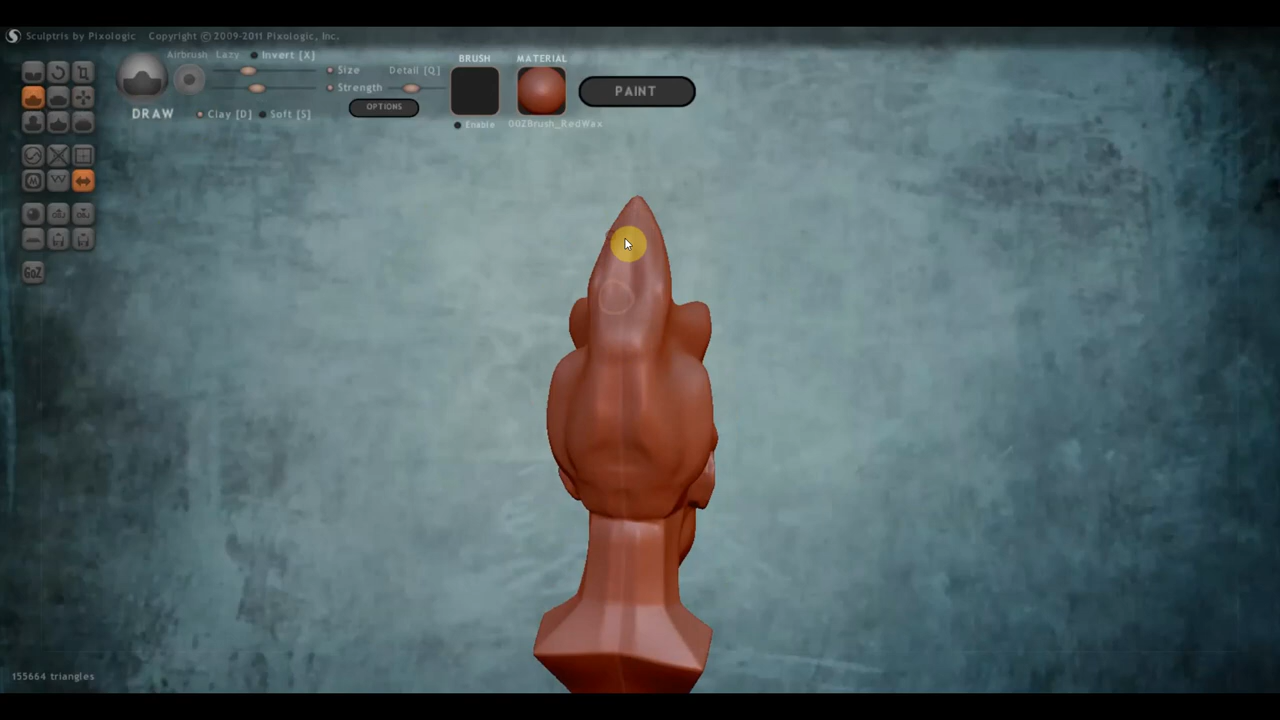 Sculptris by Pixologic Copyright © 2009-2011 Pixologic, Inc.
Airbrush Lazy Invert [X]
Size Detail [Q]
Strength
OPTIONS
DRAW Clay [D] Soft [S]
BRUSH
Enable
MATERIAL
00ZBrush_RedWax
PAINT
GoZ
155664 triangles